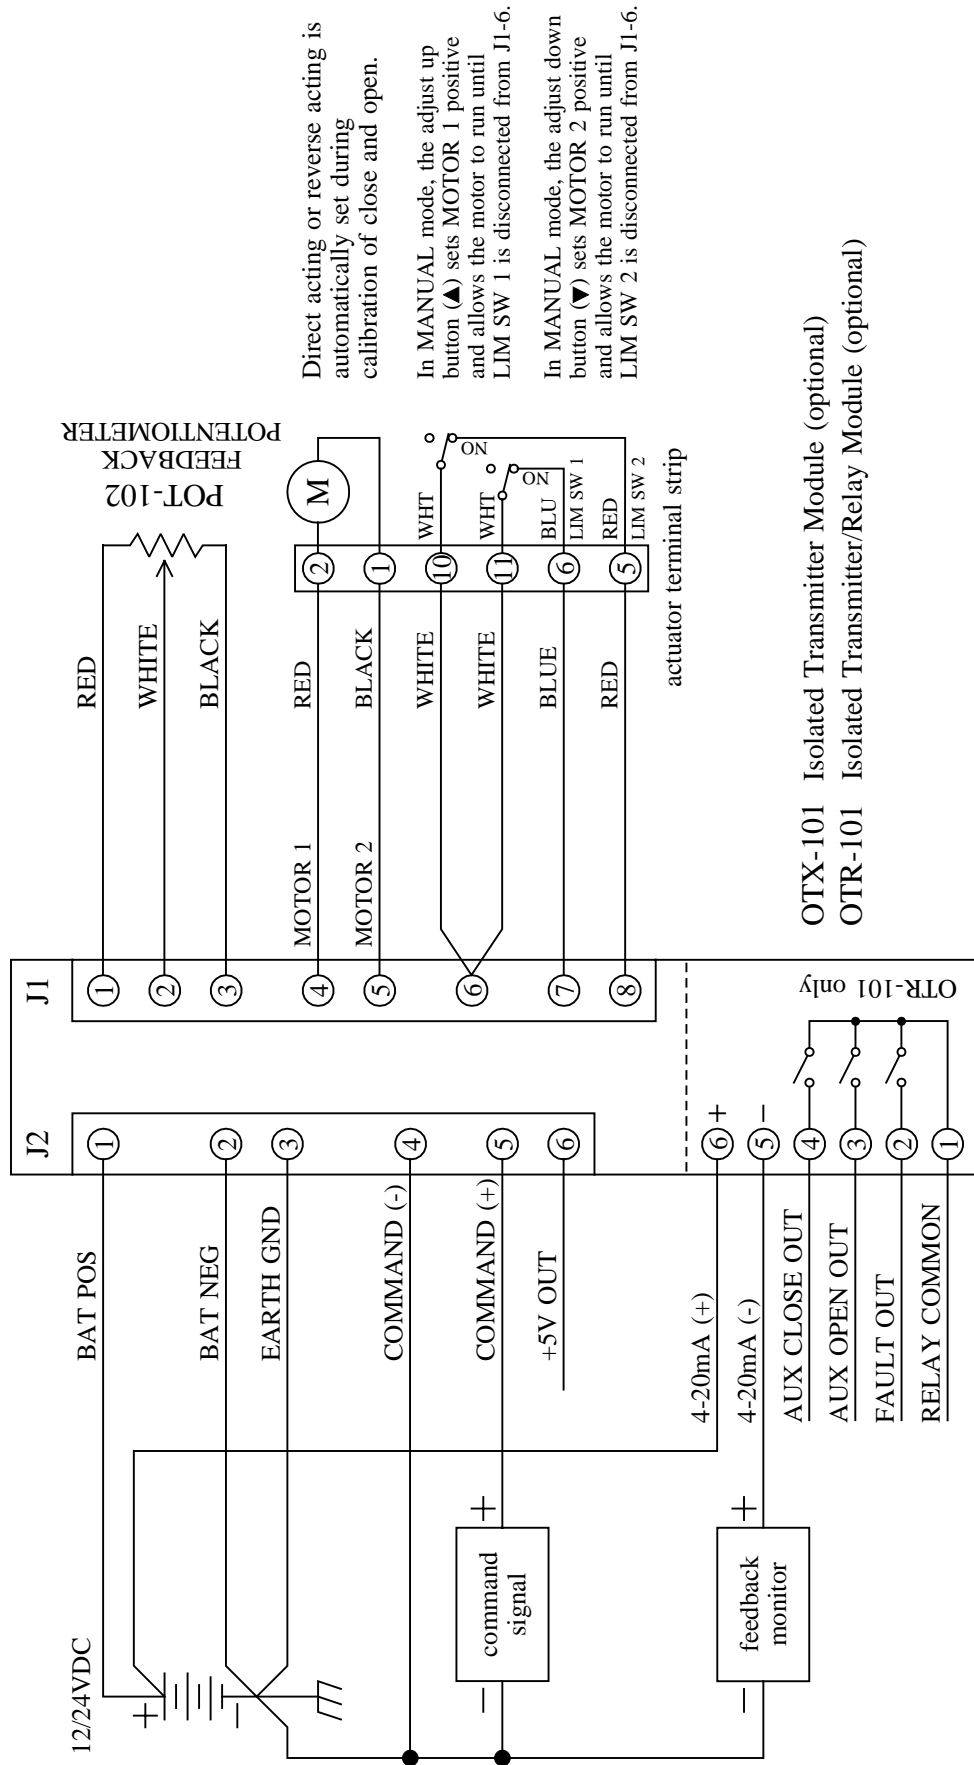 12/24VDC
+
−
BAT POS
BAT NEG
EARTH GND
COMMAND (-)
COMMAND (+)
+5V OUT
command
signal
+
−
4-20mA (+)
4-20mA (-)
AUX CLOSE OUT
AUX OPEN OUT
FAULT OUT
RELAY COMMON
feedback
monitor
+
−
J2
1
2
3
4
5
6
6 +
5 −
4
3
2
1
OTR-101 only
J1
1
2
3
4
5
6
7
8
RED
WHITE
BLACK
POT-102
FEEDBACK
POTENTIOMETER
MOTOR 1
MOTOR 2
RED
BLACK
WHITE
WHITE
BLUE
RED
2
1
10
11
6
5
M
WHT
WHT
BLU
LIM SW 1
RED
LIM SW 2
NO
NO
actuator terminal strip
Direct acting or reverse acting is
automatically set during
calibration of close and open.
In MANUAL mode, the adjust up
button (▲) sets MOTOR 1 positive
and allows the motor to run until
LIM SW 1 is disconnected from J1-6.
In MANUAL mode, the adjust down
button (▼) sets MOTOR 2 positive
and allows the motor to run until
LIM SW 2 is disconnected from J1-6.
OTX-101 Isolated Transmitter Module (optional)
OTR-101 Isolated Transmitter/Relay Module (optional)